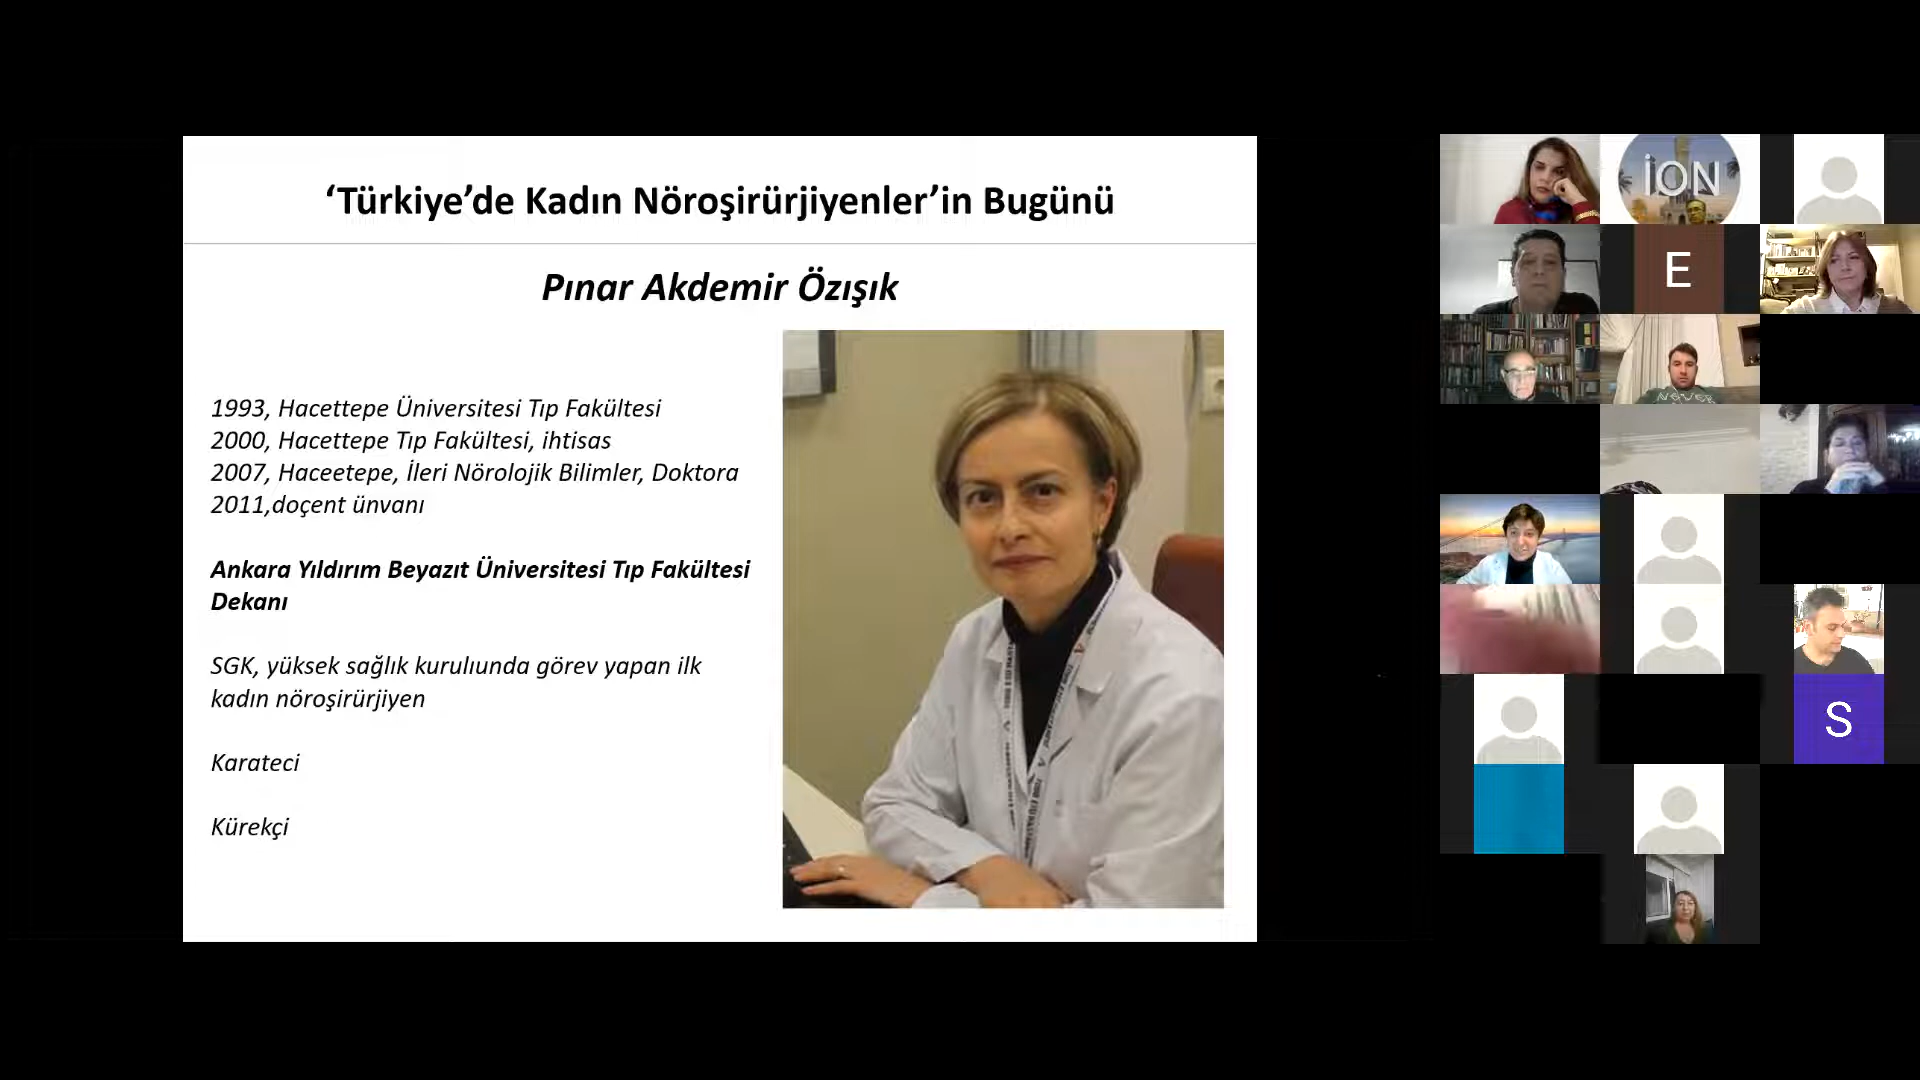 ‘Türkiye’de Kadın Nöroşirürjiyenler’in Bugünü
Pınar Akdemir Özışık
1993, Hacettepe Üniversitesi Tıp Fakültesi
2000, Hacettepe Tıp Fakültesi, ihtisas
2007, Haceetepe, İleri Nörolojik Bilimler, Doktora
2011,doçent ünvanı
Ankara Yıldırım Beyazıt Üniversitesi Tıp Fakültesi
Dekanı
SGK, yüksek sağlık kurulıunda görev yapan ilk
kadın nöroşirürjiyen
Karateci
Kürekçi
İON
E
S